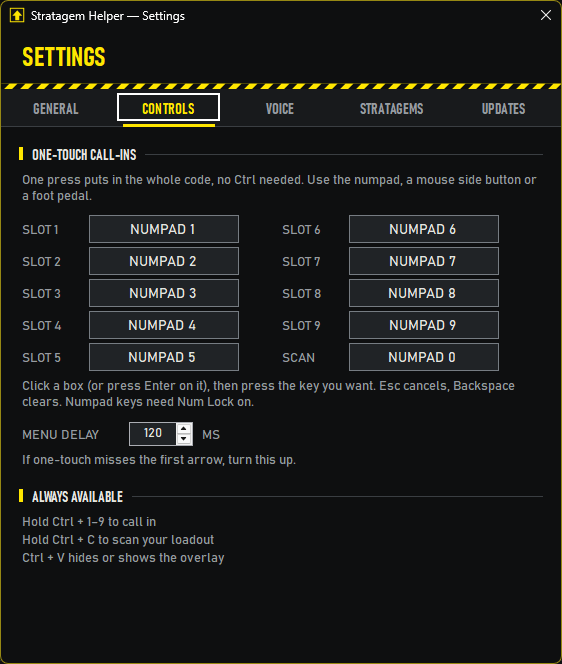 Stratagem Helper — Settings
SETTINGS
GENERAL CONTROLS VOICE STRATAGEMS UPDATES
ONE-TOUCH CALL-INS
One press puts in the whole code, no Ctrl needed. Use the numpad, a mouse side button or
a foot pedal.
SLOT 1 NUMPAD 1 SLOT 6 NUMPAD 6
SLOT 2 NUMPAD 2 SLOT 7 NUMPAD 7
SLOT 3 NUMPAD 3 SLOT 8 NUMPAD 8
SLOT 4 NUMPAD 4 SLOT 9 NUMPAD 9
SLOT 5 NUMPAD 5 SCAN NUMPAD 0
Click a box (or press Enter on it), then press the key you want. Esc cancels, Backspace
clears. Numpad keys need Num Lock on.
MENU DELAY 120 MS
If one-touch misses the first arrow, turn this up.
ALWAYS AVAILABLE
Hold Ctrl + 1–9 to call in
Hold Ctrl + C to scan your loadout
Ctrl + V hides or shows the overlay